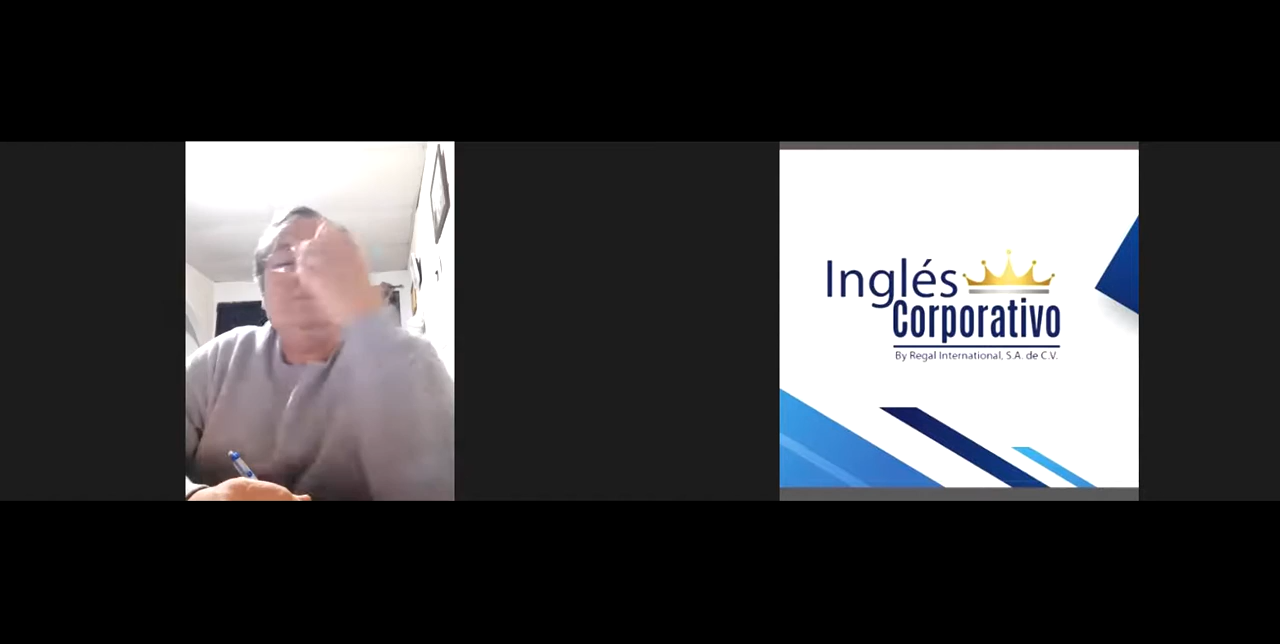 Inglés
Corporativo
By Regal International, S.A. de C.V.